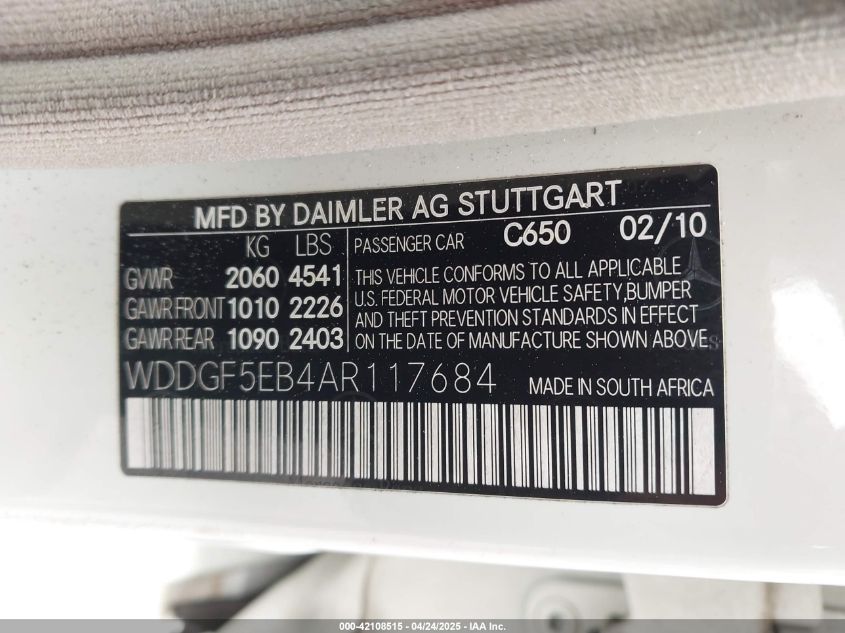 MFD BY DAIMLER AG STUTTGART
KG LBS PASSENGER CAR C650 02/10
GVWR 2060 4541
GAWR FRONT 1010 2226
GAWR REAR 1090 2403
THIS VEHICLE CONFORMS TO ALL APPLICABLE
U.S. FEDERAL MOTOR VEHICLE SAFETY,BUMPER
AND THEFT PREVENTION STANDARDS IN EFFECT
ON THE DATE OF MANUFACTURE SHOWN ABOVE.
WDDGF5EB4AR117684 MADE IN SOUTH AFRICA
000-42108515 - 04/24/2025 - IAA Inc.